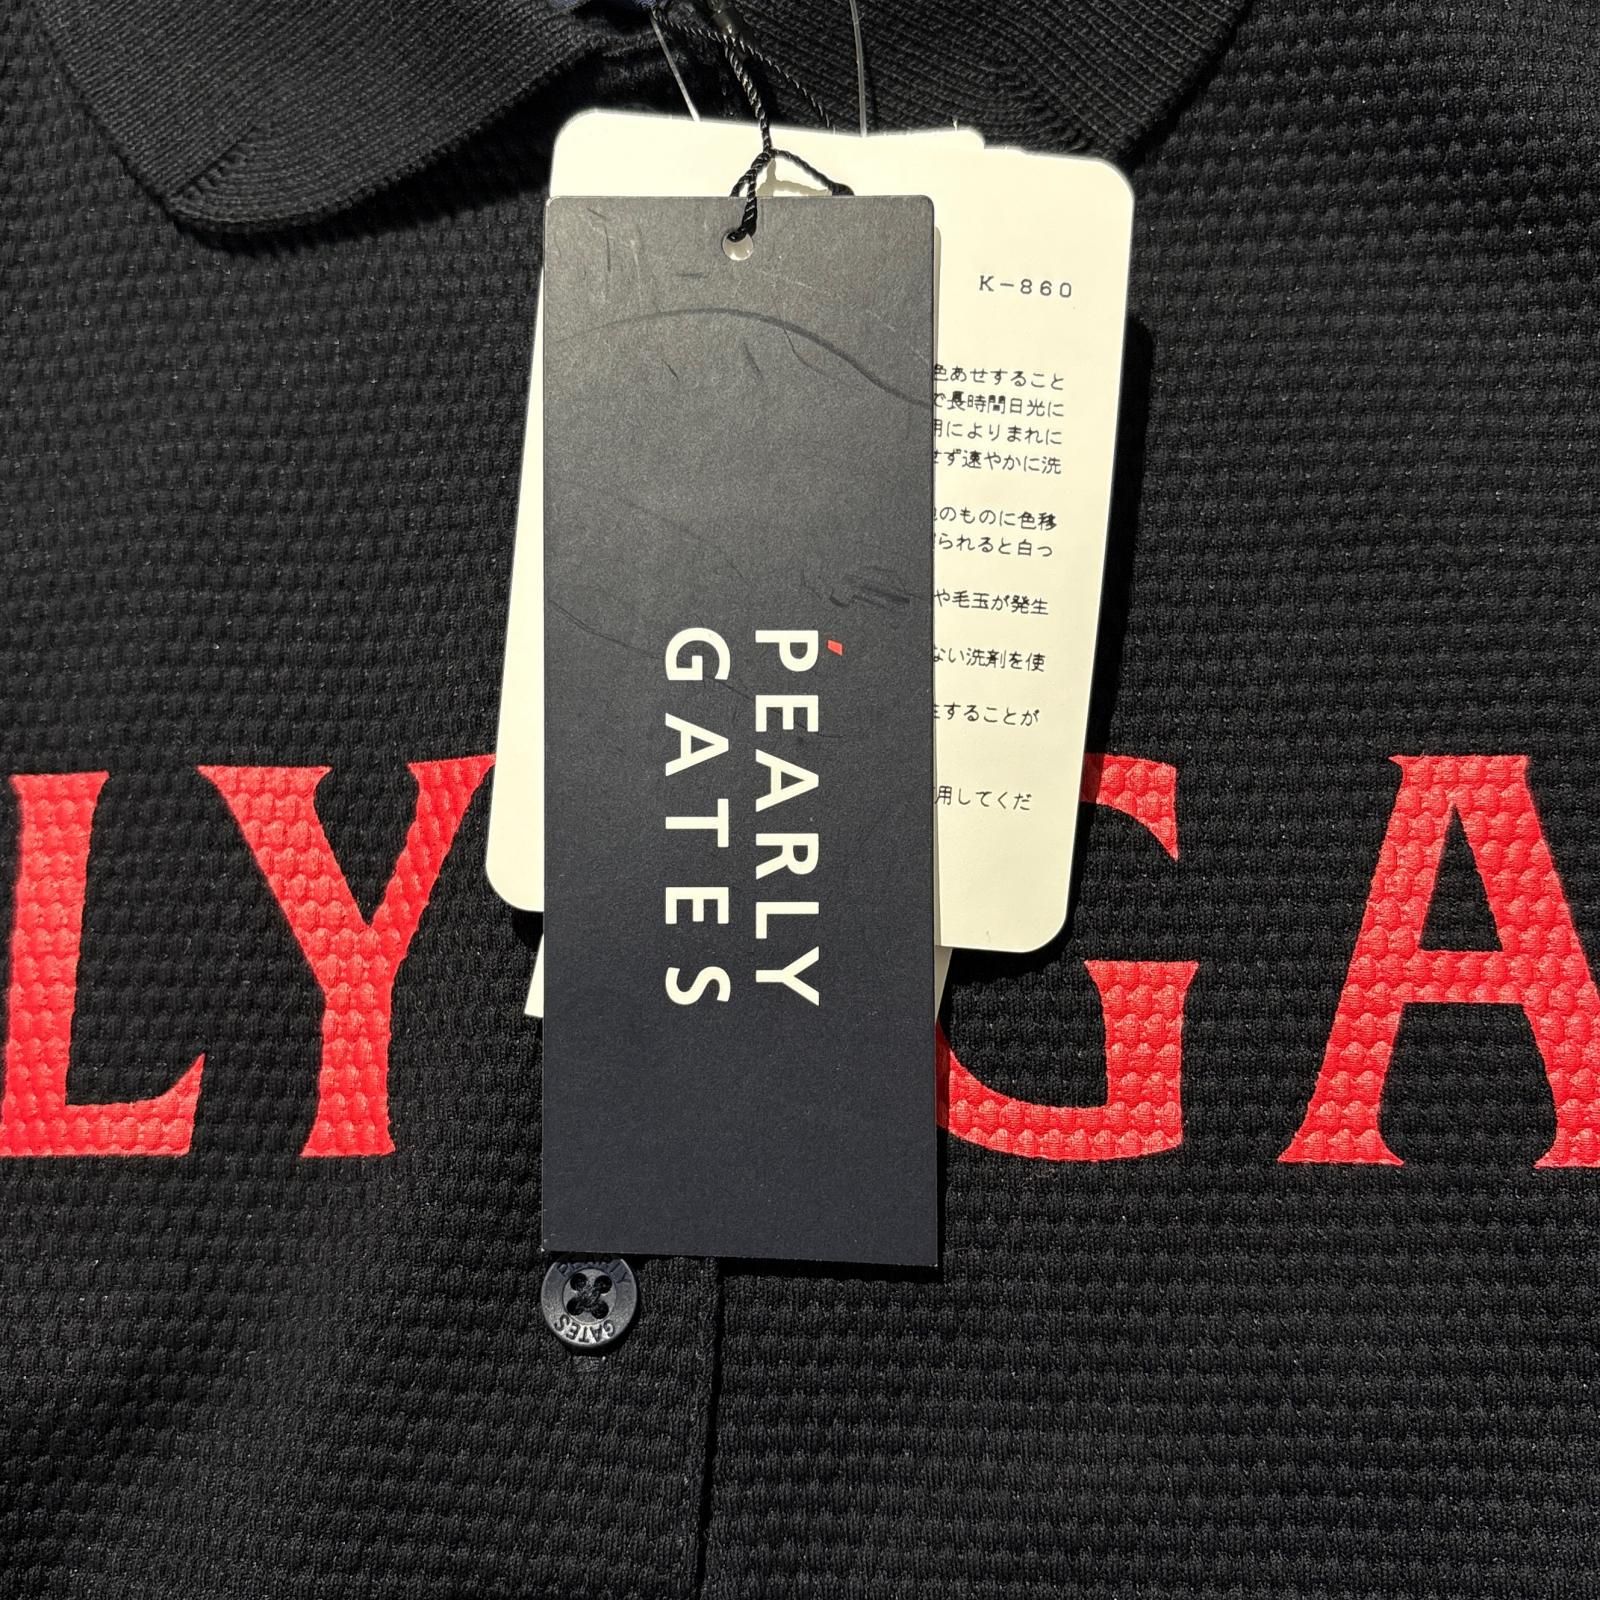 K-860
色あせすること
で長時間日光に
用によりまれに
せず速やかに洗
のものに色移
られると白っ
や毛玉が発生
ない洗剤を使
することが
用してくだ
PEARLY
GATES
LY GA
PEARLY
GATES